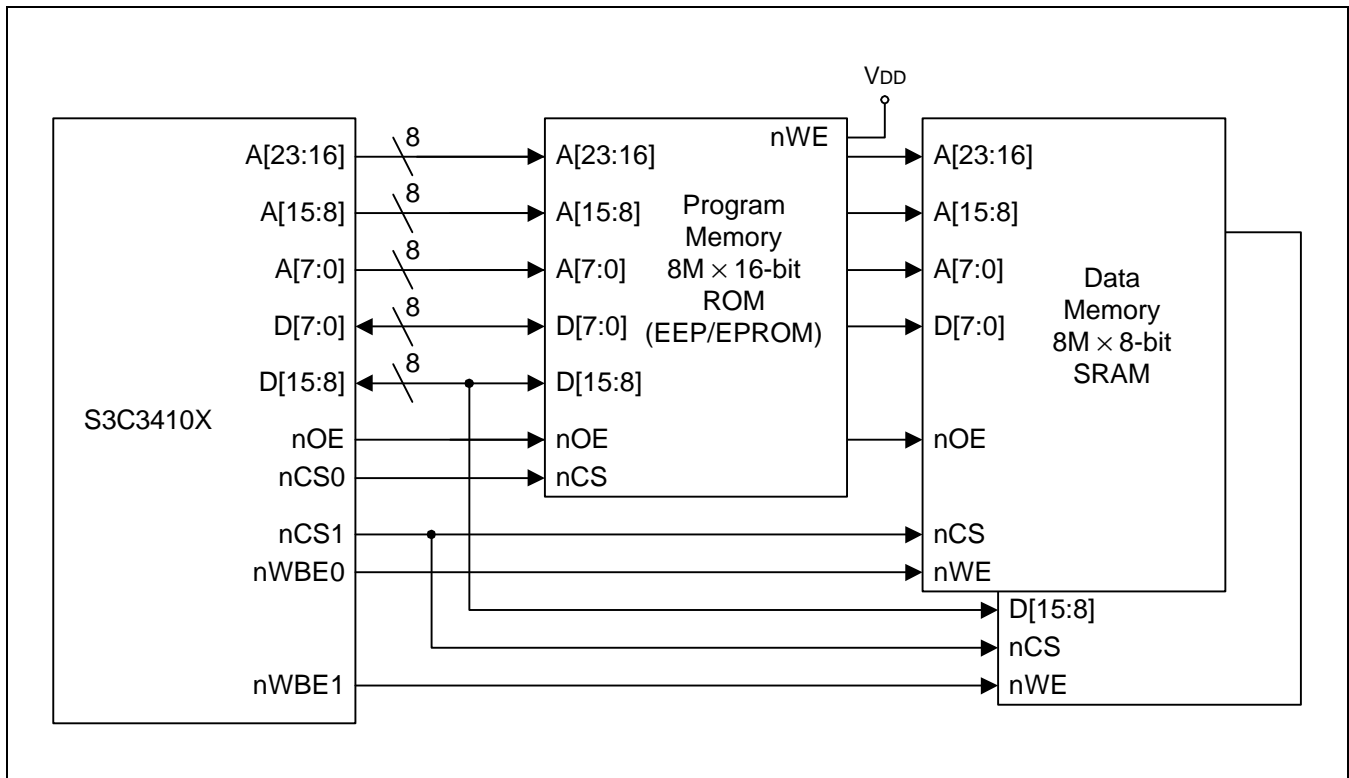 VDD
S3C3410X
A[23:16]
A[15:8]
A[7:0]
D[7:0]
D[15:8]
nOE
nCS0
nCS1
nWBE0
nWBE1
8
8
8
8
8
nWE
A[23:16]
A[15:8]
A[7:0]
D[7:0]
D[15:8]
nOE
nCS
Program
Memory
8M × 16-bit
ROM
(EEP/EPROM)
A[23:16]
A[15:8]
A[7:0]
D[7:0]
nOE
nCS
nWE
Data
Memory
8M × 8-bit
SRAM
D[15:8]
nCS
nWE